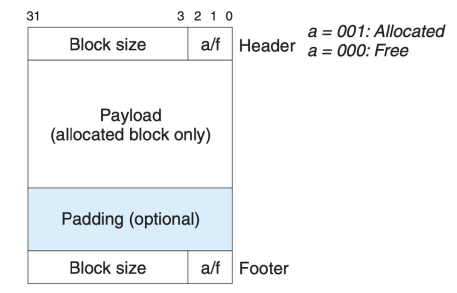 31 3 2 1 0
Block size a/f Header a = 001: Allocated
a = 000: Free
Payload
(allocated block only)
Padding (optional)
Block size a/f Footer